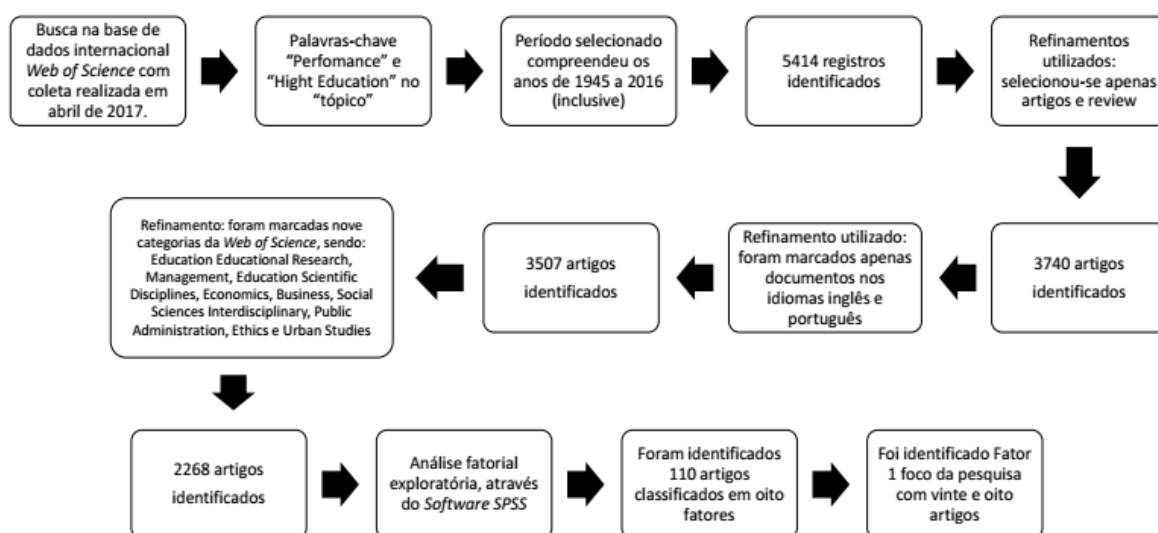 Busca na base de
dados internacional
Web of Science com
coleta realizada em
abril de 2017.
Palavras-chave
“Perfomance” e
“Hight Education” no
“tópico”
Período selecionado
compreendeu os
anos de 1945 a 2016
(inclusive)
5414 registros
identificados
Refinamentos
utilizados:
selecionou-se apenas
artigos e review
3740 artigos
identificados
Refinamento utilizado:
foram marcados apenas
documentos nos
idiomas inglês e
português
3507 artigos
identificados
Refinamento: foram marcadas nove
categorias da Web of Science, sendo:
Education Educational Research,
Management, Education Scientific
Disciplines, Economics, Business, Social
Sciences Interdisciplinary, Public
Administration, Ethics e Urban Studies
2268 artigos
identificados
Análise fatorial
exploratória, através
do Software SPSS
Foram identificados
110 artigos
classificados em oito
fatores
Foi identificado Fator
1 foco da pesquisa
com vinte e oito
artigos